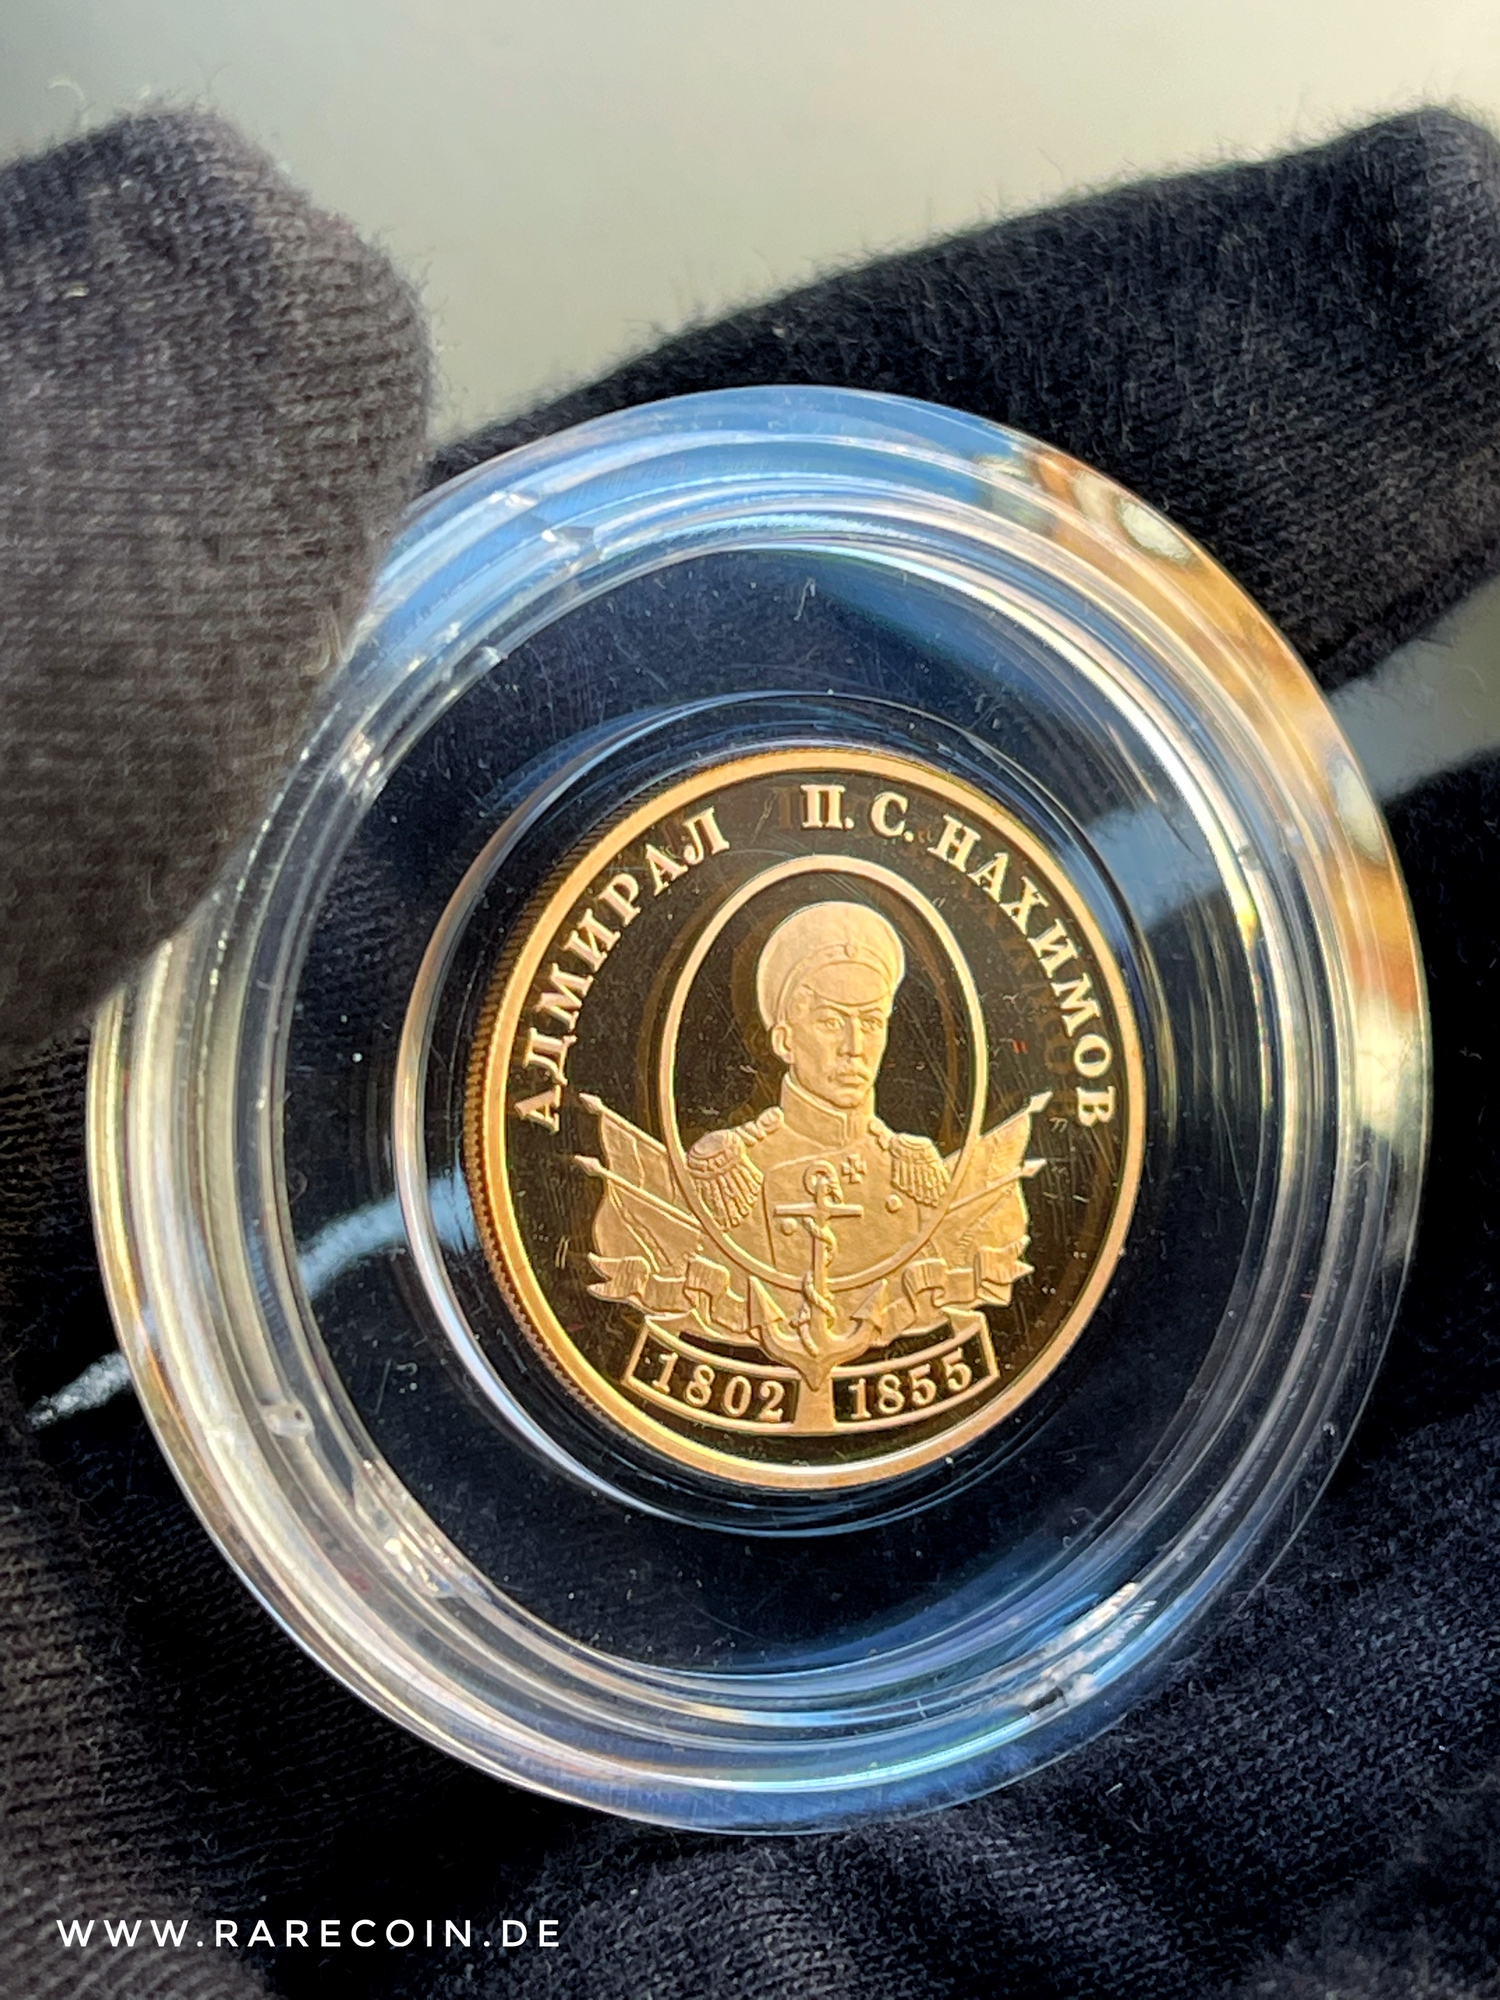 АДМИРАЛ П. С. НАХИМОВ
1802 1855
WWW.RARECOIN.DE